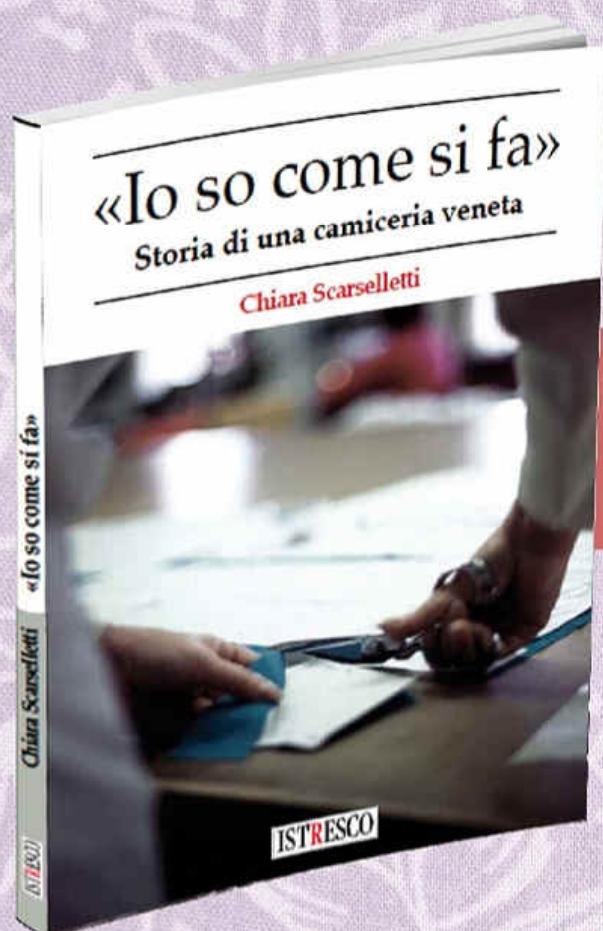 «Io so come si fa»
Storia di una camiceria veneta
Chiara Scarselletti
ISTRESCO
«Io so come si fa»
Chiara Scarselletti
ISTRESCO